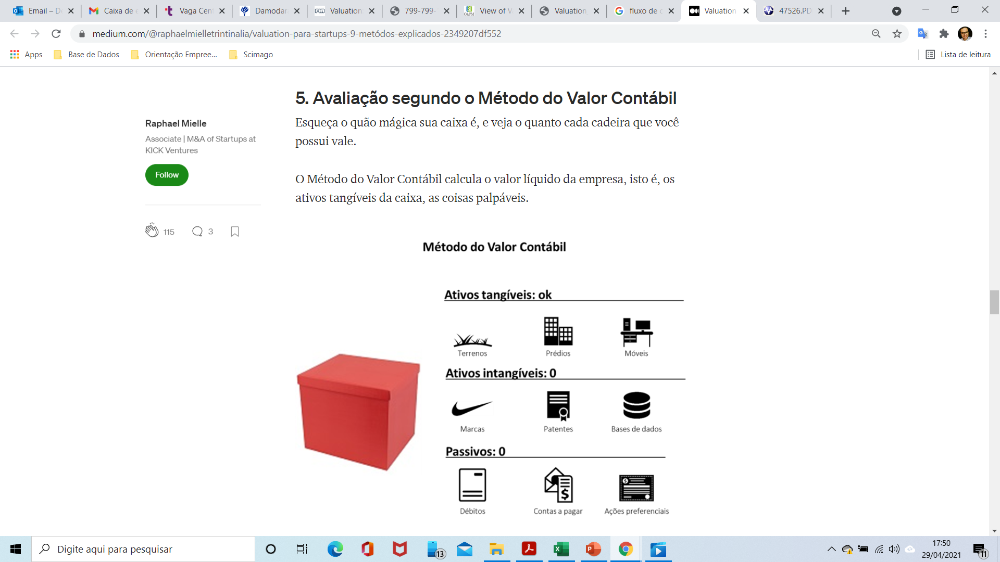 Email – De
Caixa de e
Vaga Cent
Damodar
Valuation
799-799-
View of V
Valuation
fluxo de c
Valuation
47526.PD
medium.com/@raphaelmielletrintinalia/valuation-para-startups-9-metódos-explicados-2349207df552
Apps
Base de Dados
Orientação Empree...
Scimago
Lista de leitura
5. Avaliação segundo o Método do Valor Contábil
Esqueça o quão mágica sua caixa é, e veja o quanto cada cadeira que você
possui vale.
Raphael Mielle
Associate | M&A of Startups at
KICK Ventures
Follow
115
3
O Método do Valor Contábil calcula o valor líquido da empresa, isto é, os
ativos tangíveis da caixa, as coisas palpáveis.
Método do Valor Contábil
Ativos tangíveis: ok
Terrenos
Prédios
Móveis
Ativos intangíveis: 0
Marcas
Patentes
Bases de dados
Passivos: 0
Débitos
Contas a pagar
Ações preferenciais
Digite aqui para pesquisar
13
17:50
29/04/2021
11